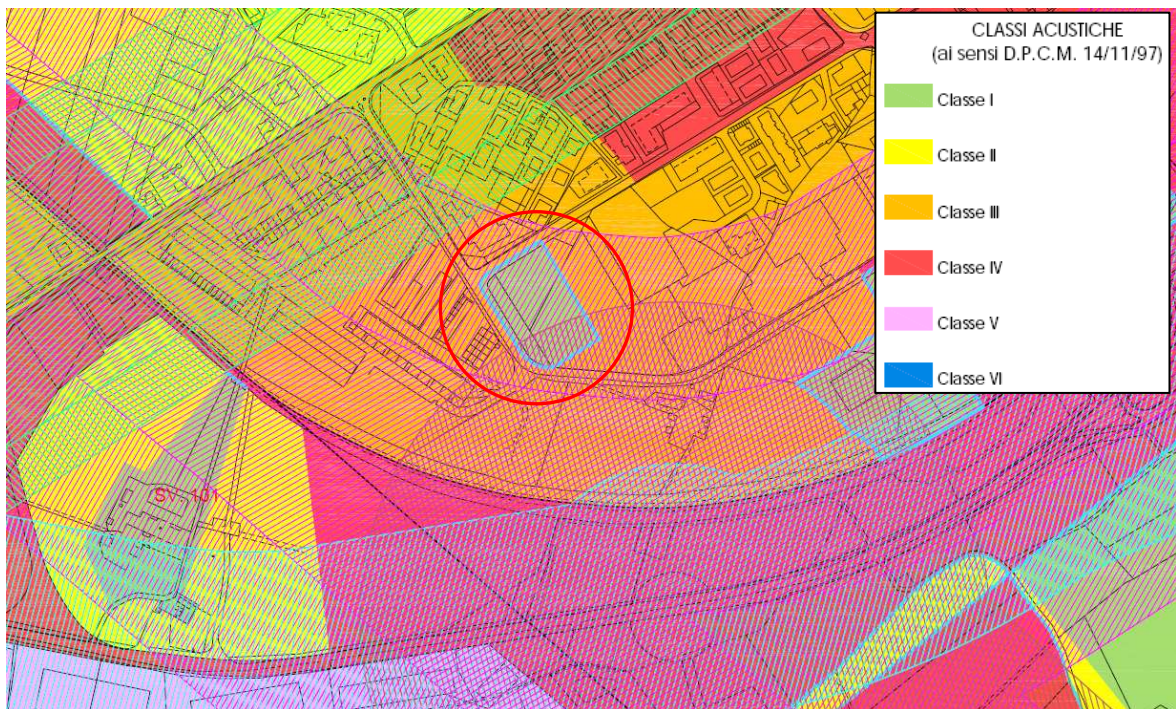 CLASSI ACUSTICHE
(ai sensi D.P.C.M. 14/11/97)
Classe I
Classe II
Classe III
Classe IV
Classe V
Classe VI
SV-101